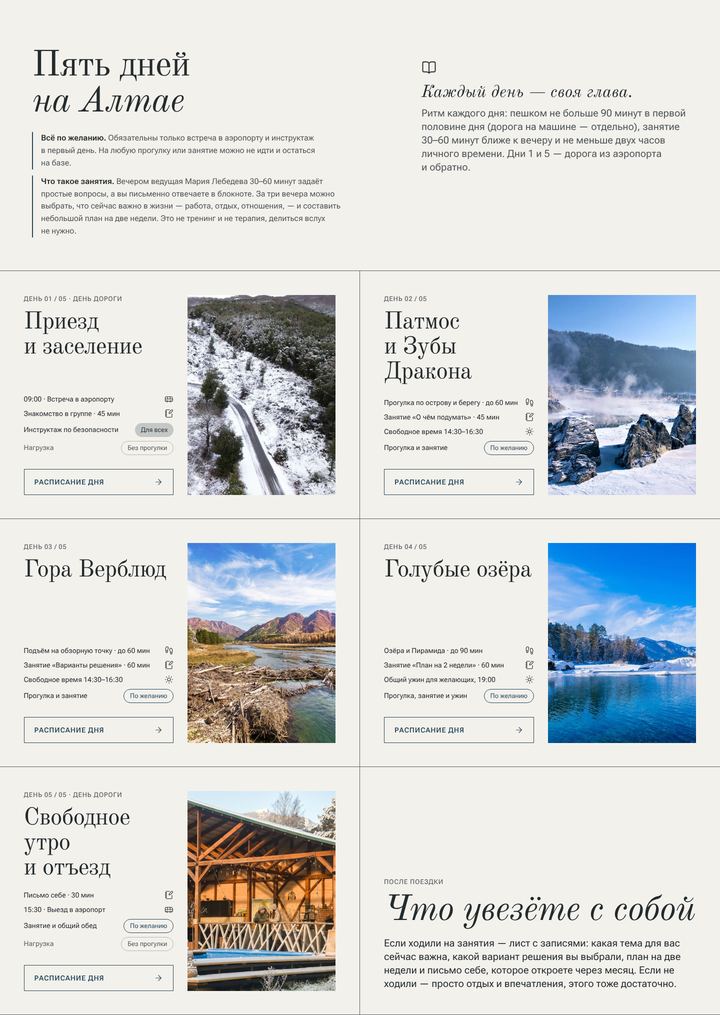 Пять дней
на Алтае
Всё по желанию. Обязательны только встреча в аэропорту и инструктаж
в первый день. На любую прогулку или занятие можно не идти и остаться
на базе.
Что такое занятия. Вечером ведущая Мария Лебедева 30–60 минут задаёт
простые вопросы, а вы письменно отвечаете в блокноте. За три вечера можно
выбрать, что сейчас важно в жизни — работа, отдых, отношения, — и составить
небольшой план на две недели. Это не тренинг и не терапия, делиться вслух
не нужно.
Каждый день — своя глава.
Ритм каждого дня: пешком не больше 90 минут в первой
половине дня (дорога на машине — отдельно), занятие
30–60 минут ближе к вечеру и не меньше двух часов
личного времени. Дни 1 и 5 — дорога из аэропорта
и обратно.
ДЕНЬ 01 / 05 · ДЕНЬ ДОРОГИ
Приезд
и заселение
09:00 · Встреча в аэропорту
Знакомство в группе · 45 мин
Инструктаж по безопасности
Для всех
Нагрузка
Без прогулки
РАСПИСАНИЕ ДНЯ →
ДЕНЬ 02 / 05
Патмос
и Зубы
Дракона
Прогулка по острову и берегу · до 60 мин
Занятие «О чём подумать» · 45 мин
Свободное время 14:30–16:30
Прогулка и занятие
По желанию
РАСПИСАНИЕ ДНЯ →
ДЕНЬ 03 / 05
Гора Верблюд
Подъём на обзорную точку · до 60 мин
Занятие «Варианты решения» · 60 мин
Свободное время 14:30–16:30
Прогулка и занятие
По желанию
РАСПИСАНИЕ ДНЯ →
ДЕНЬ 04 / 05
Голубые озёра
Озёра и Пирамида · до 90 мин
Занятие «План на 2 недели» · 60 мин
Общий ужин для желающих, 19:00
Прогулка, занятие и ужин
По желанию
РАСПИСАНИЕ ДНЯ →
ДЕНЬ 05 / 05 · ДЕНЬ ДОРОГИ
Свободное
утро
и отъезд
Письмо себе · 30 мин
15:30 · Выезд в аэропорт
Занятие и общий обед
По желанию
Нагрузка
Без прогулки
РАСПИСАНИЕ ДНЯ →
ПОСЛЕ ПОЕЗДКИ
Что увезёте с собой
Если ходили на занятия — лист с записями: какая тема для вас
сейчас важна, какой вариант решения вы выбрали, план на две
недели и письмо себе, которое откроете через месяц. Если не
ходили — просто отдых и впечатления, этого тоже достаточно.